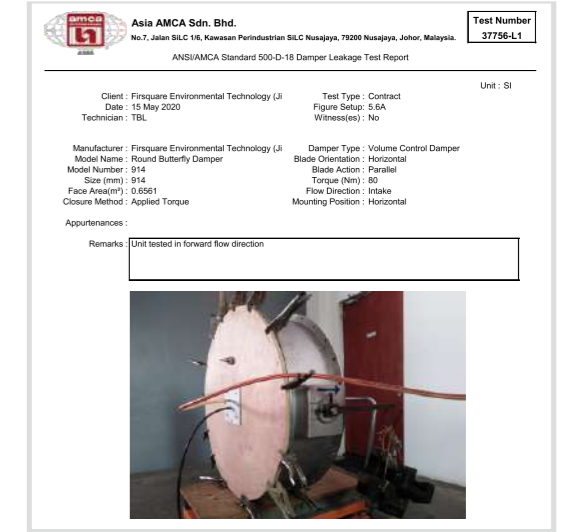 amca
Asia AMCA Sdn. Bhd.
No.7, Jalan SiLC 1/6, Kawasan Perindustrian SiLC Nusajaya, 79200 Nusajaya, Johor, Malaysia.
Test Number
37756-L1
ANSI/AMCA Standard 500-D-18 Damper Leakage Test Report
Unit : SI
Client : Firsquare Environmental Technology (Ji
Test Type : Contract
Date : 15 May 2020
Figure Setup: 5.6A
Technician : TBL
Witness(es) : No
Manufacturer : Firsquare Environmental Technology (Ji
Damper Type : Volume Control Damper
Model Name : Round Butterfly Damper
Blade Orientation : Horizontal
Model Number : 914
Blade Action : Parallel
Size (mm) : 914
Torque (Nm) : 80
Face Area(m²) : 0.6561
Flow Direction : Intake
Closure Method : Applied Torque
Mounting Position : Horizontal
Appurtenances :
Remarks : Unit tested in forward flow direction